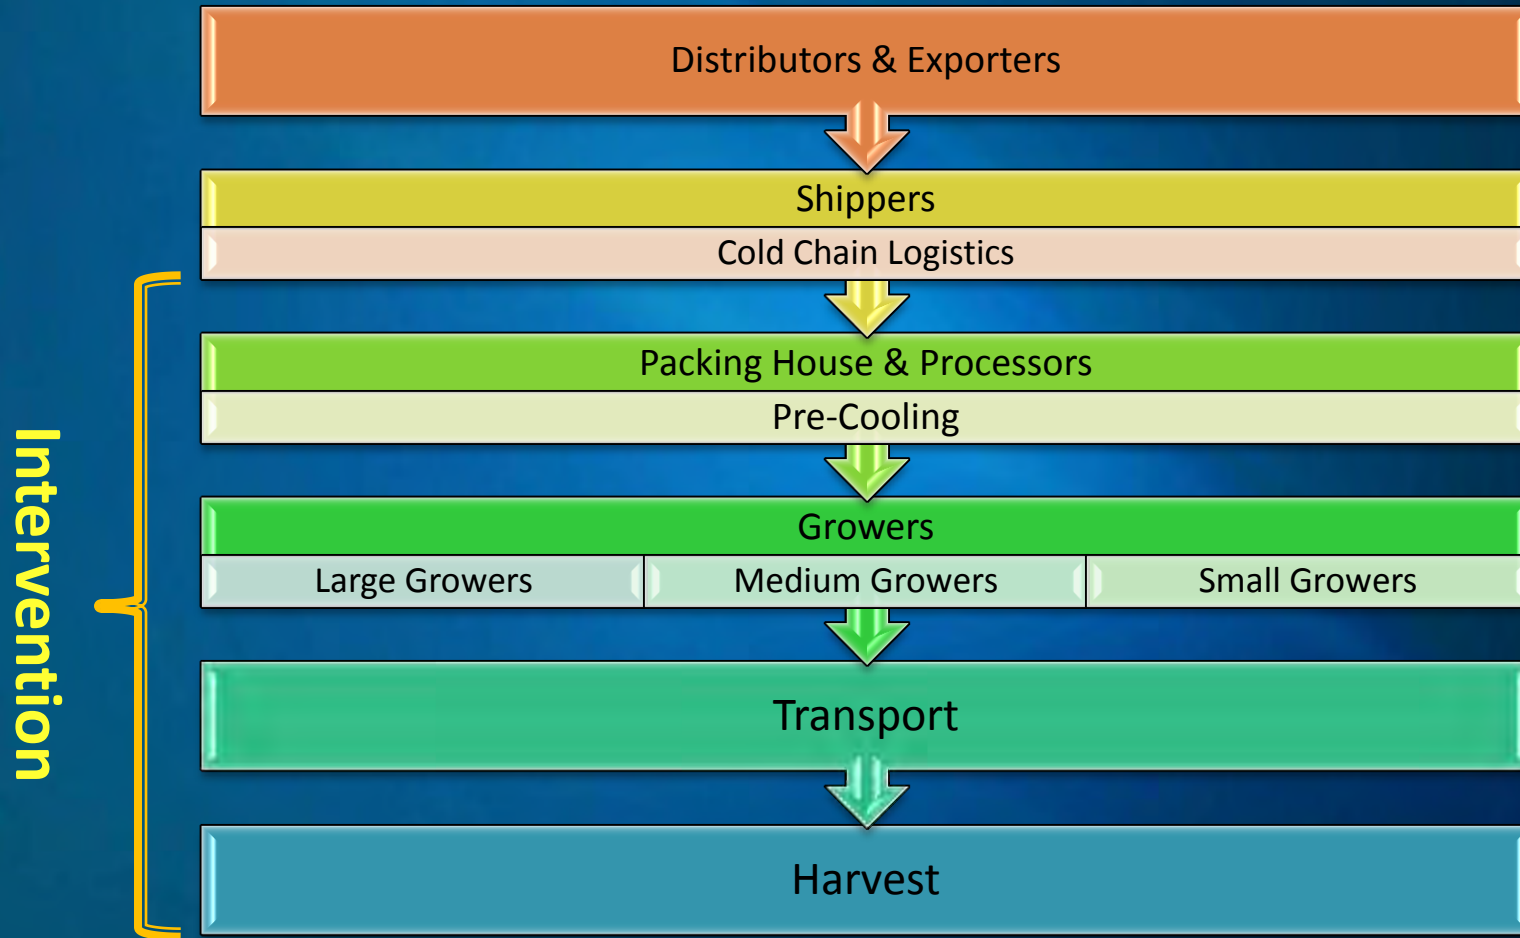 Distributors & Exporters
Shippers
Cold Chain Logistics
Packing House & Processors
Pre-Cooling
Growers
Large Growers
Medium Growers
Small Growers
Transport
Harvest
Intervention